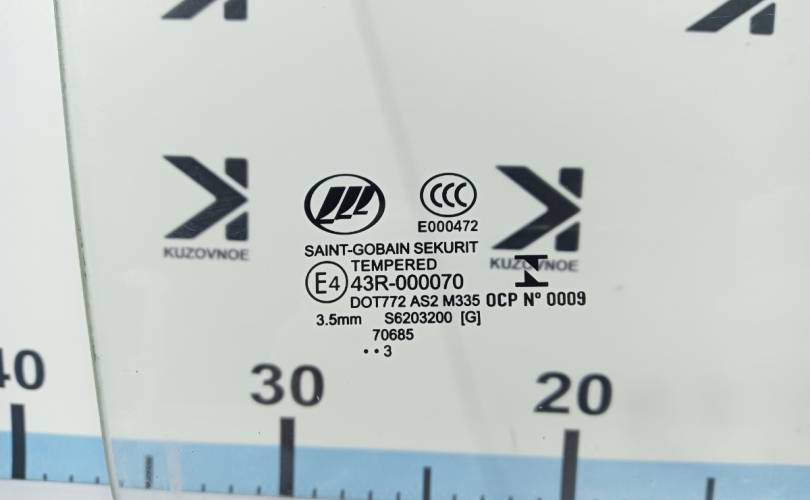 CCC
E000472
KUZOVNOE
SAINT-GOBAIN SEKURIT
TEMPERED
KUZOVNOE
E4 43R-000070
DOT772 AS2 M335 OCP Nº 0009
3.5mm S6203200 [G]
70685
• • 3
40 30 20